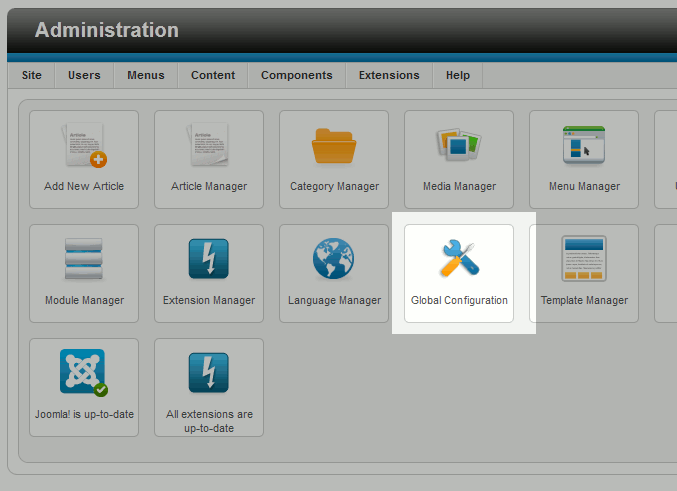 Administration
Site Users Menus Content Components Extensions Help
Article
Article
Add New Article Article Manager Category Manager Media Manager Menu Manager
Module Manager Extension Manager Language Manager Global Configuration Template Manager
Joomla! is up-to-date All extensions are
up-to-date